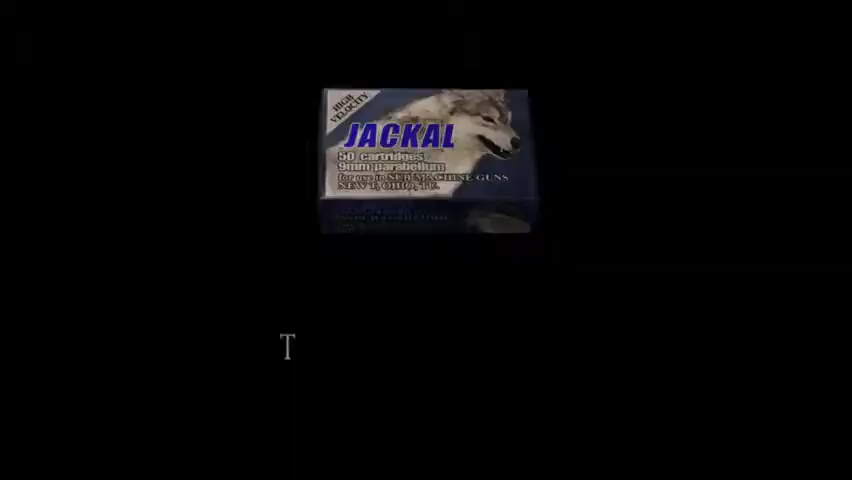 HIGH
VELOCITY
JACKAL
50 cartridges
9mm parabellum
for use in SUB MACHINE GUNS
T